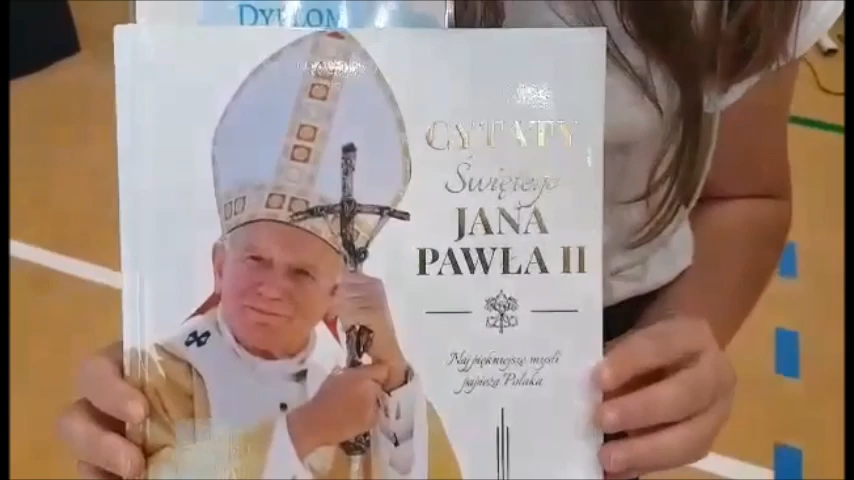 DYPLOM
CYTATY
Świętego
JANA
PAWŁA II
Najpiękniejsze myśli
papieża Polaka